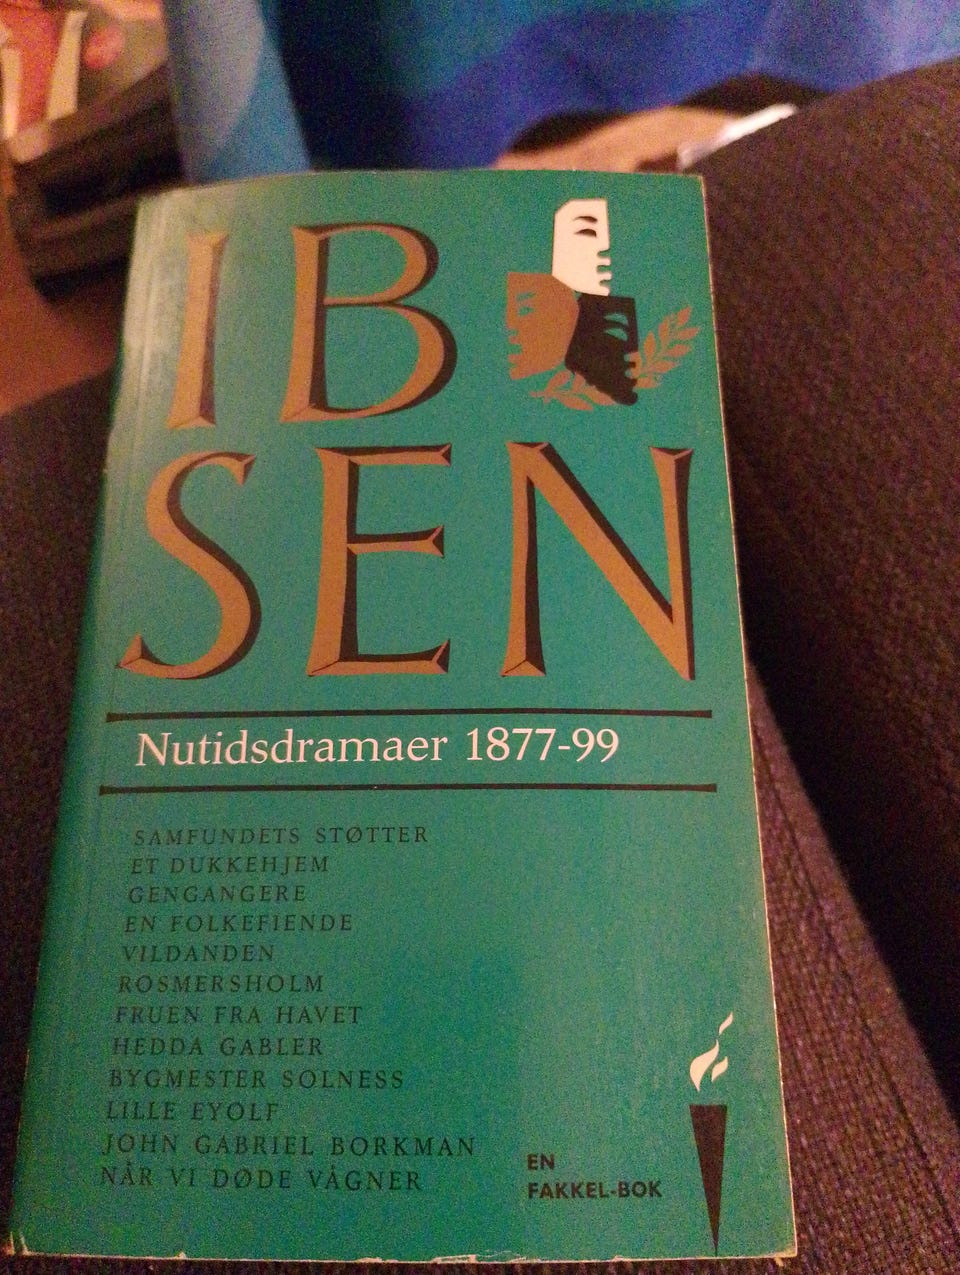 IB
SEN
Nutidsdramaer 1877-99
SAMFUNDETS STØTTER
ET DUKKEHJEM
GENGANGERE
EN FOLKEFIENDE
VILDANDEN
ROSMERSHOLM
FRUEN FRA HAVET
HEDDA GABLER
BYGMESTER SOLNESS
LILLE EYOLF
JOHN GABRIEL BORKMAN
NÅR VI DØDE VÅGNER
EN
FAKKEL-BOK